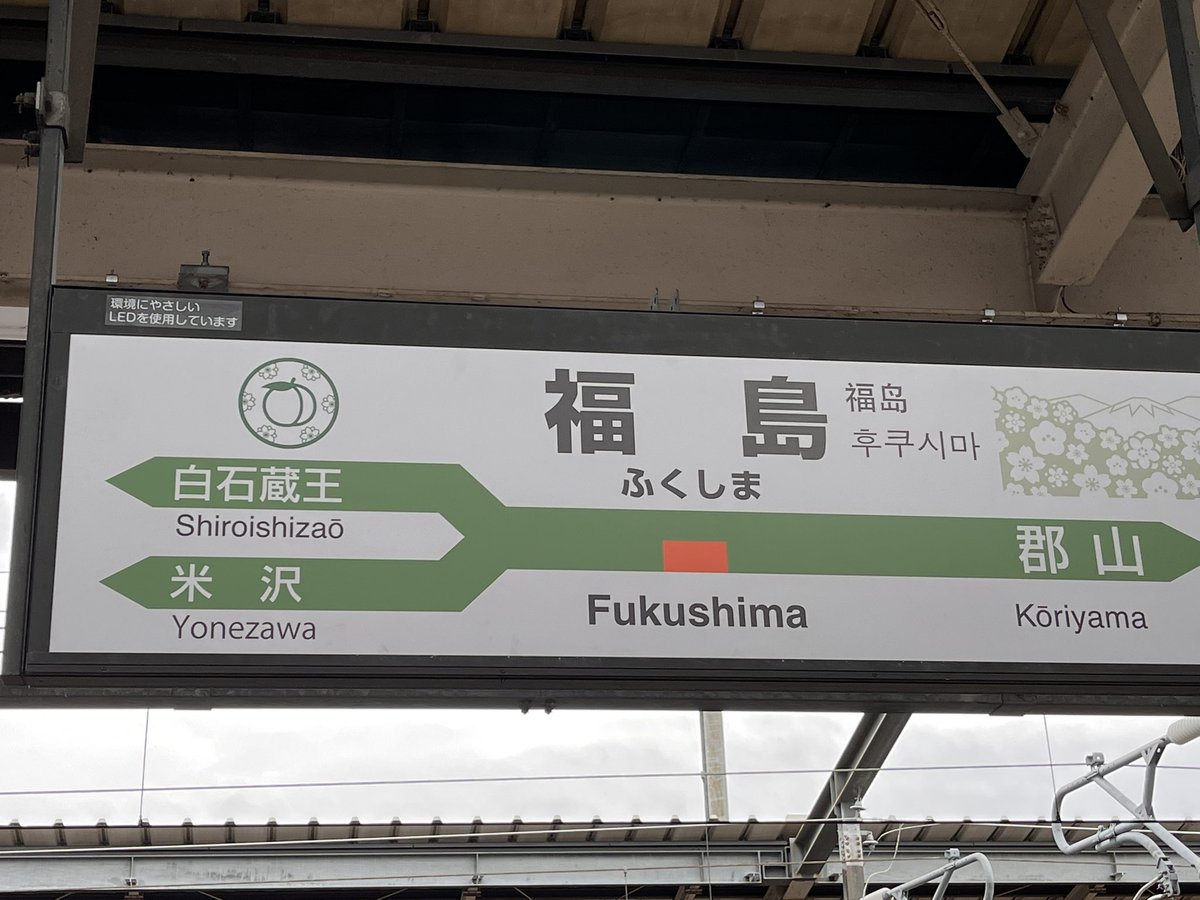 環境にやさしい
LEDを使用しています
福島
福岛
후쿠시마
ふくしま
白石蔵王
Shiroishizaō
米沢
Yonezawa
郡山
Fukushima
Kōriyama